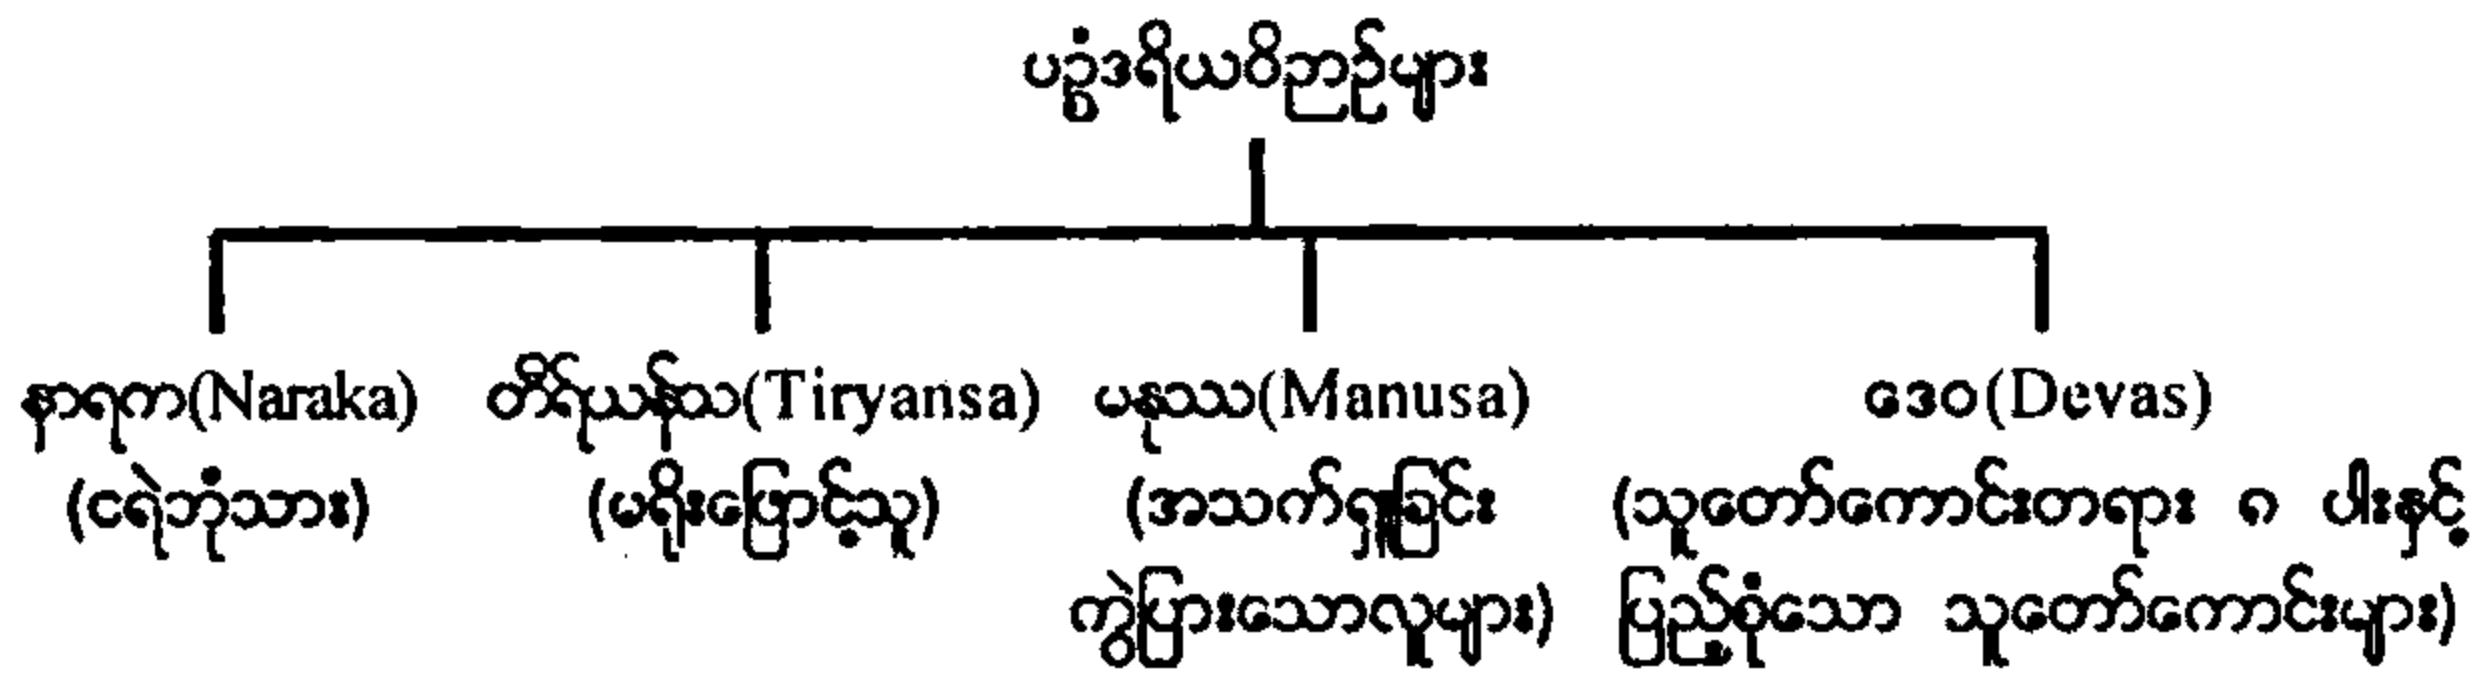 ပဉ္စံဒရိယဝိညာဉ်များ
နာရက(Naraka) တီရ်ယန်သ(Tiryansa) မနုဿ(Manusa) ဒေဝ(Devas)
(ငရဲဘုံသား) (မရိုးဖြောင့်သူ) (အသက်ရှူခြင်း (သူတော်ကောင်းတရား ၈ ပါးနှင့်
ကွဲပြားသောလူများ) ပြည့်စုံသော သူတော်ကောင်းများ)